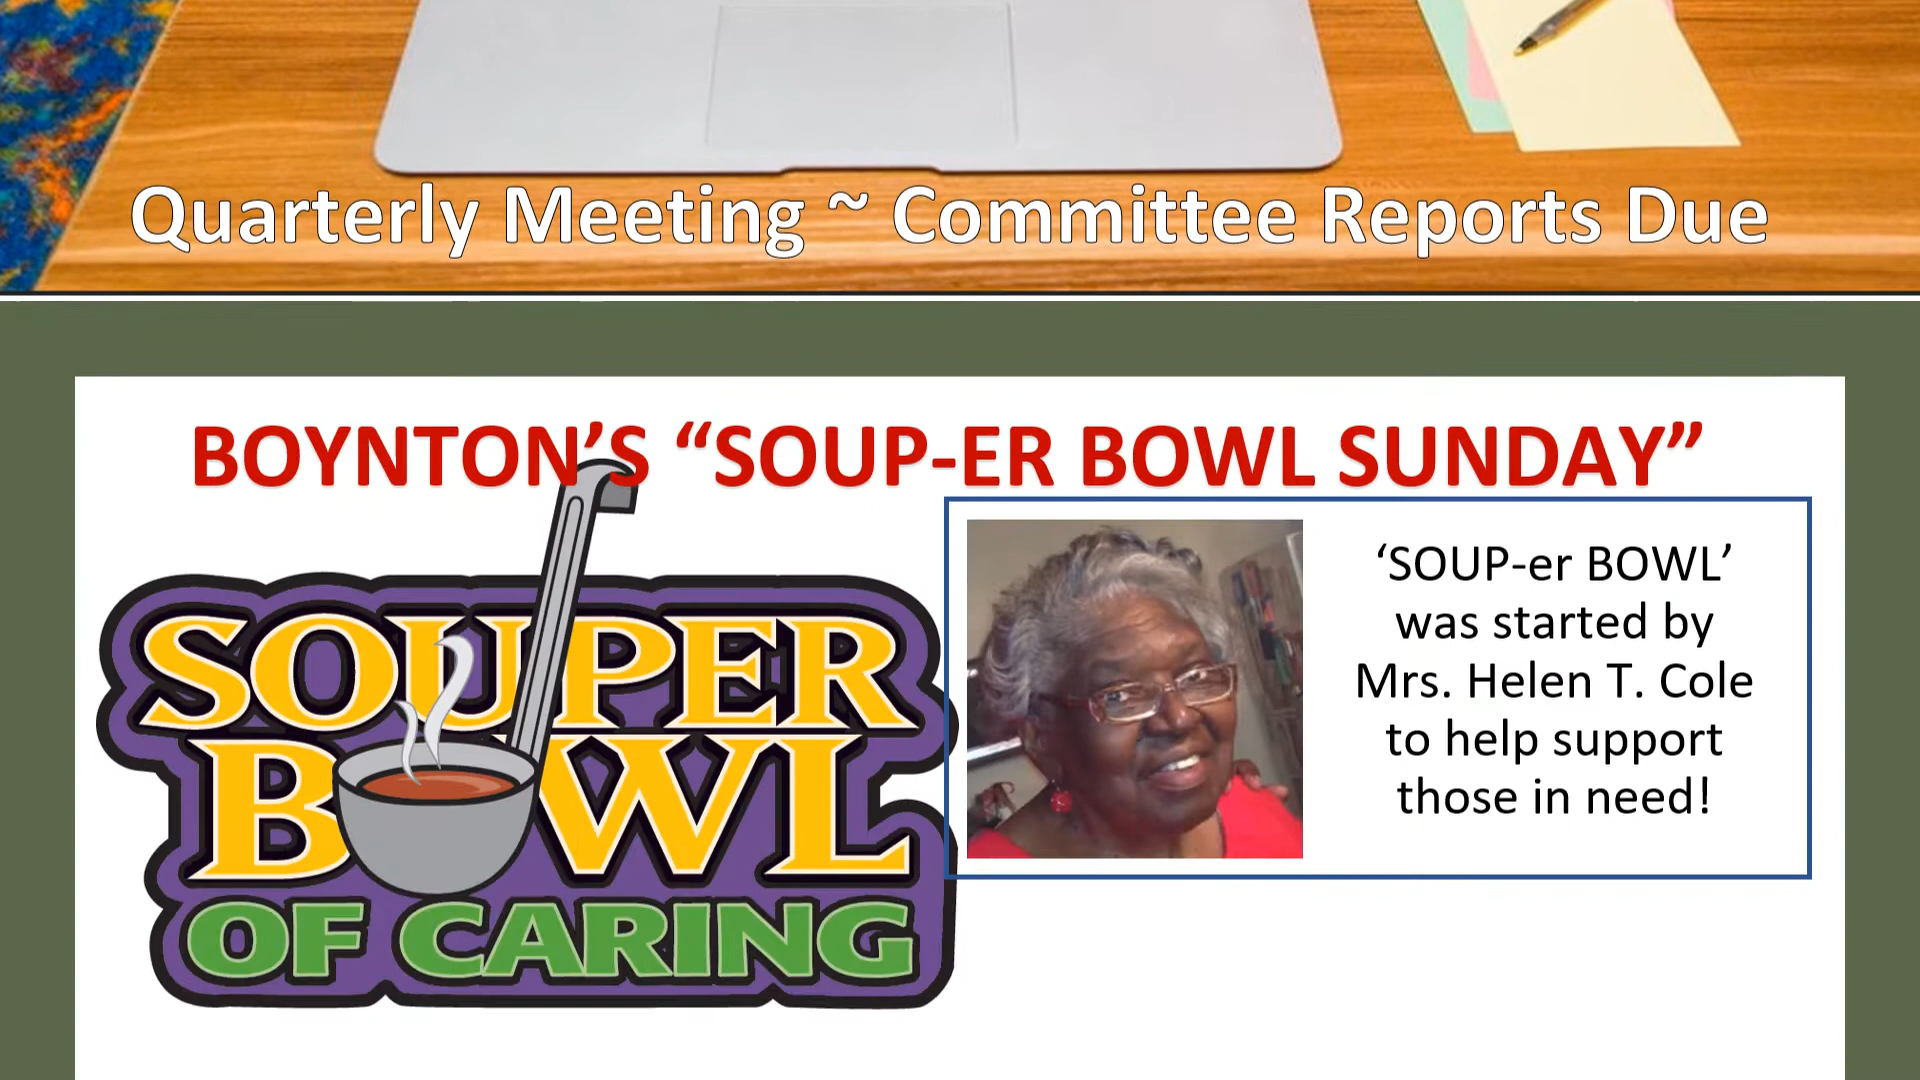 Quarterly Meeting ~ Committee Reports Due
BOYNTON’S “SOUP-ER BOWL SUNDAY”
SOUPER
BOWL
OF CARING
‘SOUP-er BOWL’
was started by
Mrs. Helen T. Cole
to help support
those in need!